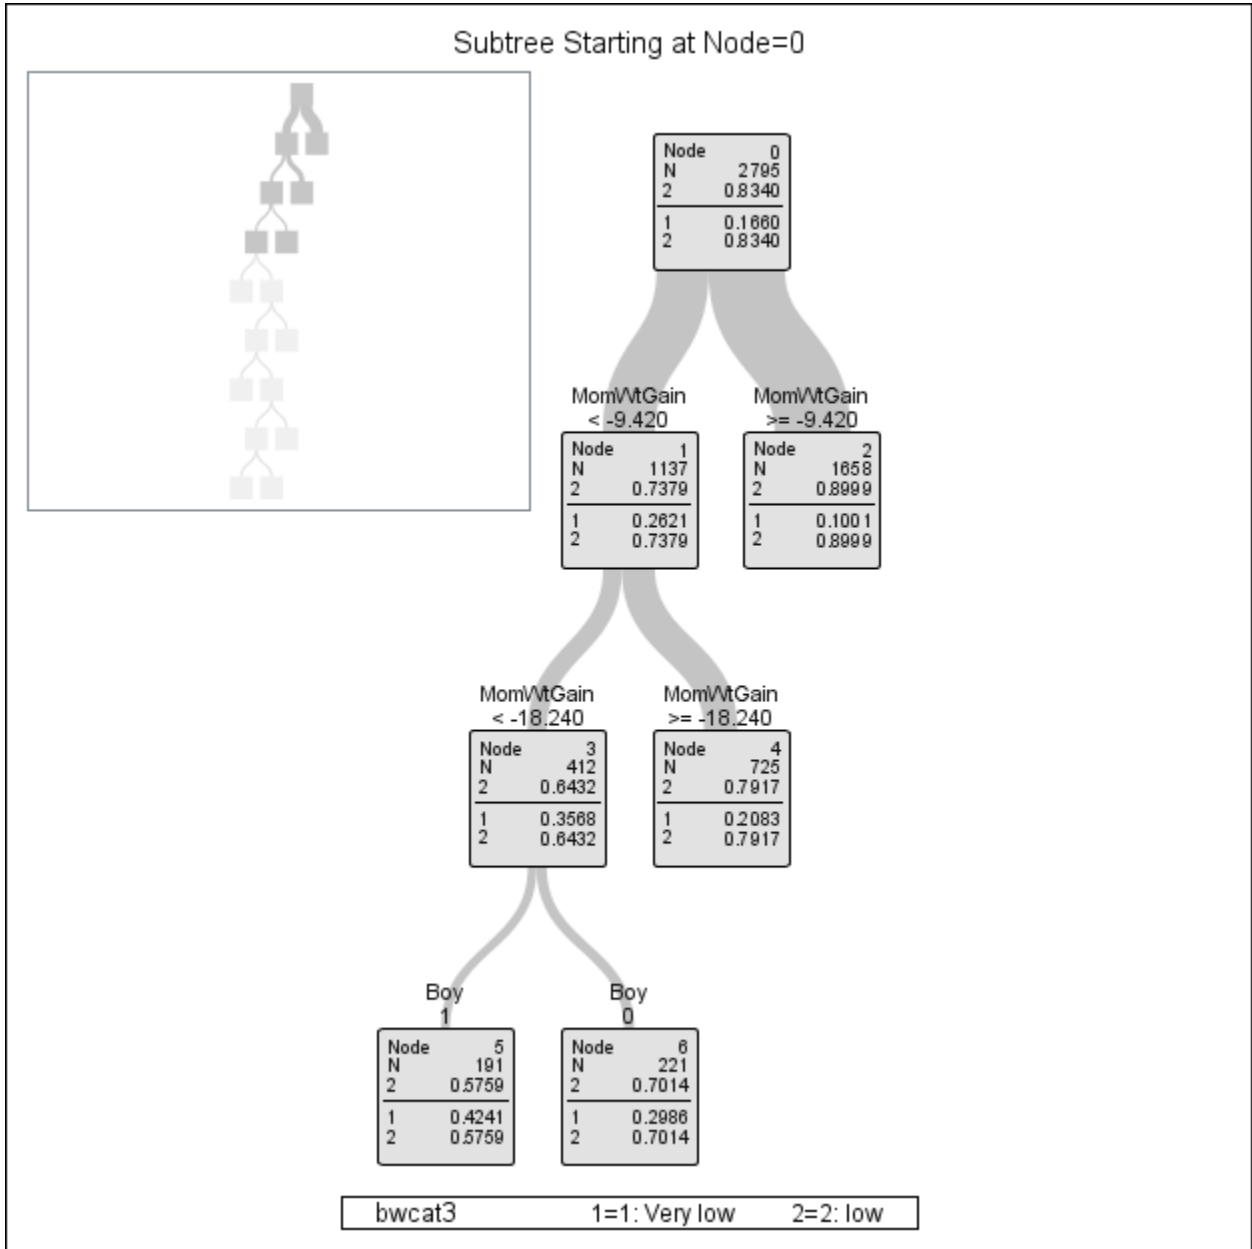 Subtree Starting at Node=0
Node 0
N 2795
2 0.8340
1 0.1660
2 0.8340
MomWtGain
< -9.420
Node 1
N 1137
2 0.7379
1 0.2621
2 0.7379
MomWtGain
>= -9.420
Node 2
N 1658
2 0.8999
1 0.1001
2 0.8999
MomWtGain
< -18.240
Node 3
N 412
2 0.6432
1 0.3568
2 0.6432
MomWtGain
>= -18.240
Node 4
N 725
2 0.7917
1 0.2083
2 0.7917
Boy
1
Node 5
N 191
2 0.5759
1 0.4241
2 0.5759
Boy
0
Node 6
N 221
2 0.7014
1 0.2986
2 0.7014
bwcat3 1=1: Very low 2=2: low